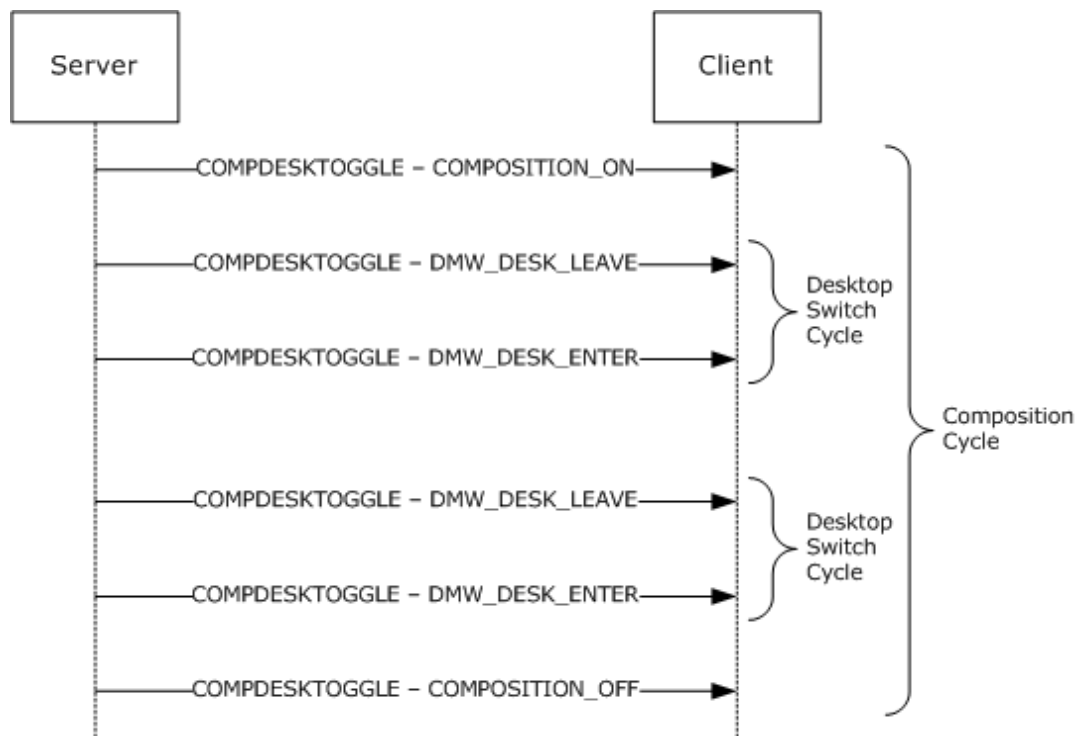 Server
Client
COMPDESKTOGGLE – COMPOSITION_ON
COMPDESKTOGGLE – DMW_DESK_LEAVE
Desktop
Switch
Cycle
COMPDESKTOGGLE – DMW_DESK_ENTER
Composition
Cycle
COMPDESKTOGGLE – DMW_DESK_LEAVE
Desktop
Switch
Cycle
COMPDESKTOGGLE – DMW_DESK_ENTER
COMPDESKTOGGLE – COMPOSITION_OFF